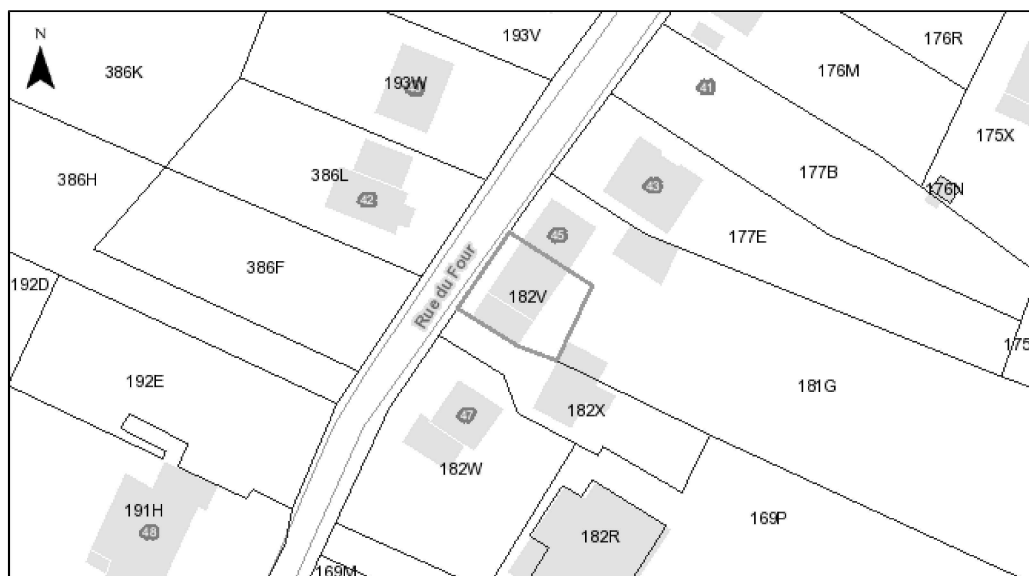 N
193V
176R
386K
176M
193W
41
175X
386L
177B
386H
43
176N
42
177E
45
386F
Rue du Four
182V
192D
175
192E
181G
182X
47
182W
191H
169P
48
182R
169M